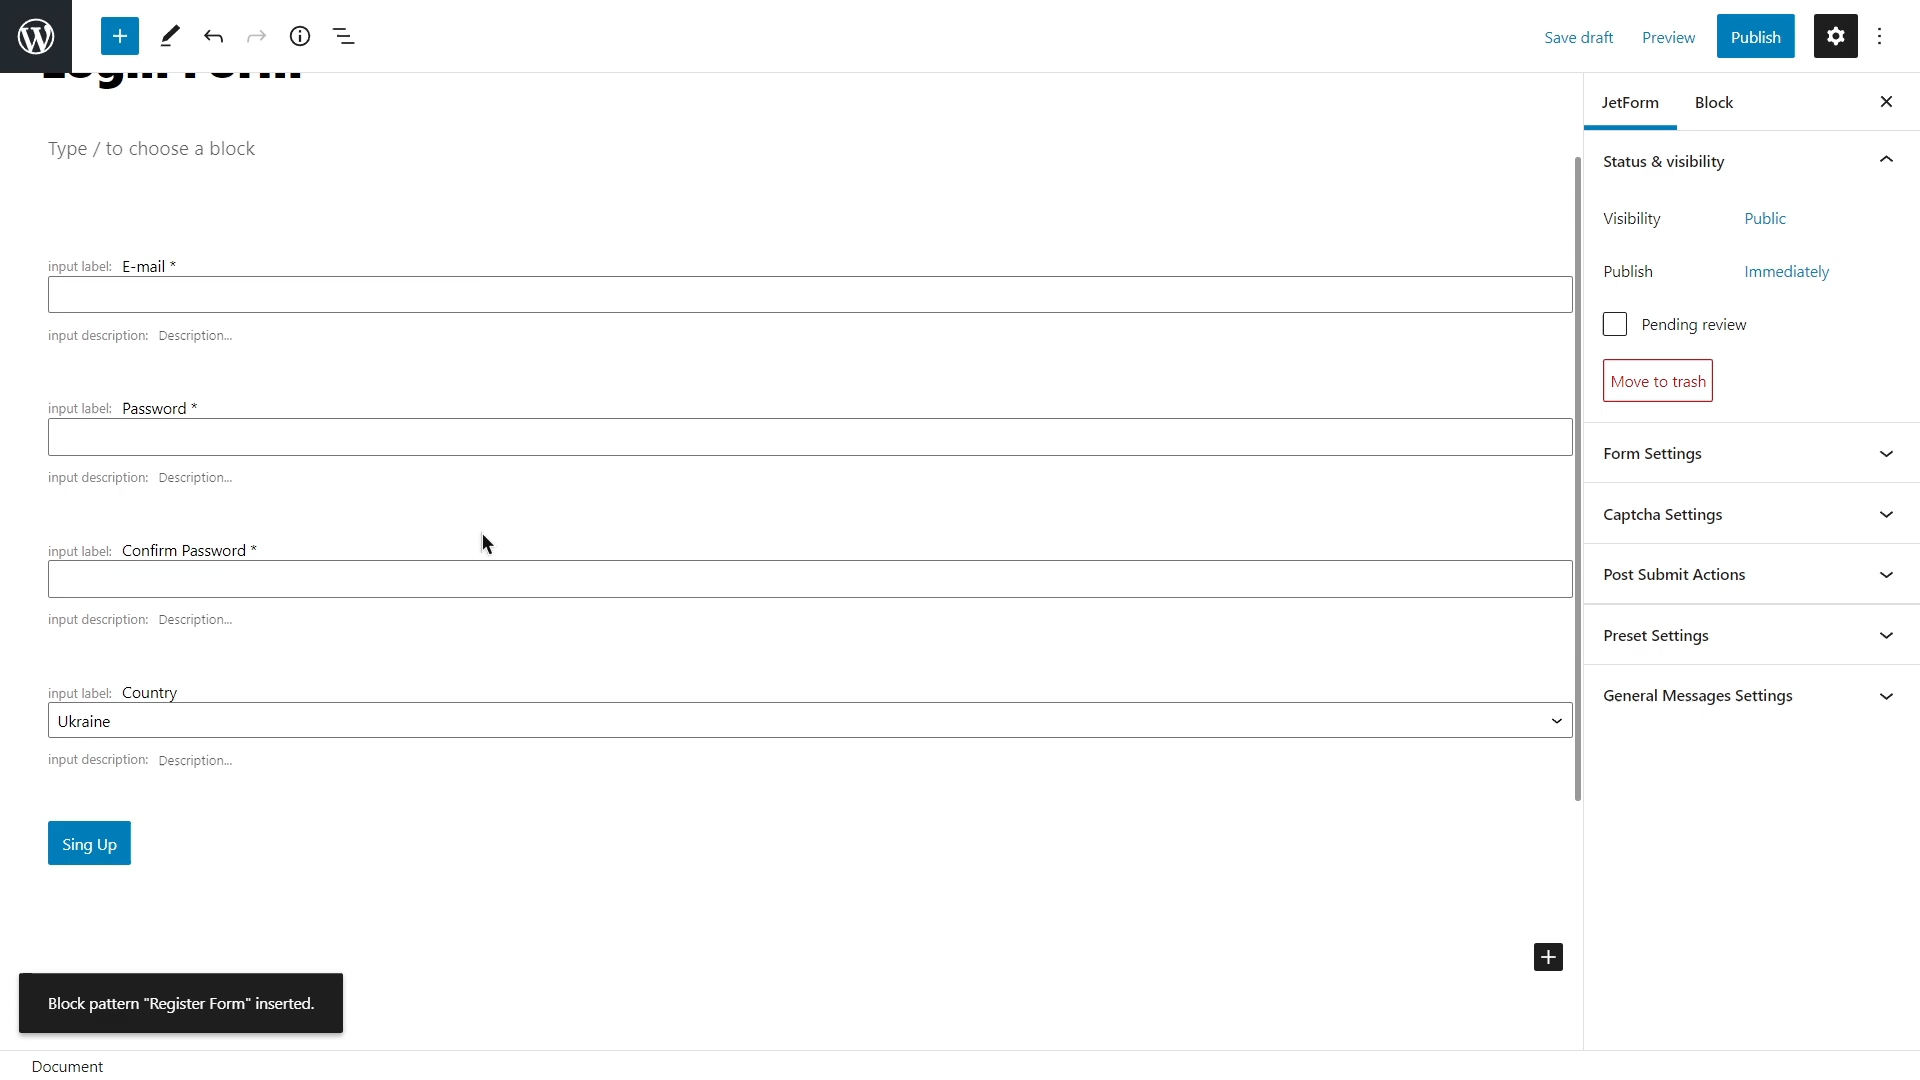 Save draft Preview Publish
Login Form
JetForm Block
Type / to choose a block
Status & visibility
Visibility Public
input label: E-mail *
Publish Immediately
Pending review
input description: Description...
Move to trash
input label: Password *
Form Settings
input description: Description...
Captcha Settings
input label: Confirm Password *
Post Submit Actions
input description: Description...
Preset Settings
input label: Country
General Messages Settings
Ukraine
input description: Description...
Sing Up
Block pattern "Register Form" inserted.
Document